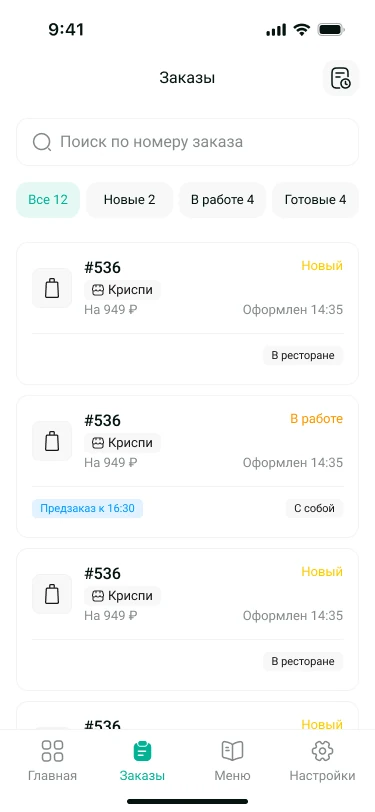 9:41
Заказы
Поиск по номеру заказа
Все 12 Новые 2 В работе 4 Готовые 4
#536 Новый
Криспи
На 949 ₽ Оформлен 14:35
В ресторане
#536 В работе
Криспи
На 949 ₽ Оформлен 14:35
Предзаказ к 16:30 С собой
#536 Новый
Криспи
На 949 ₽ Оформлен 14:35
В ресторане
#536 Новый
Главная Заказы Меню Настройки